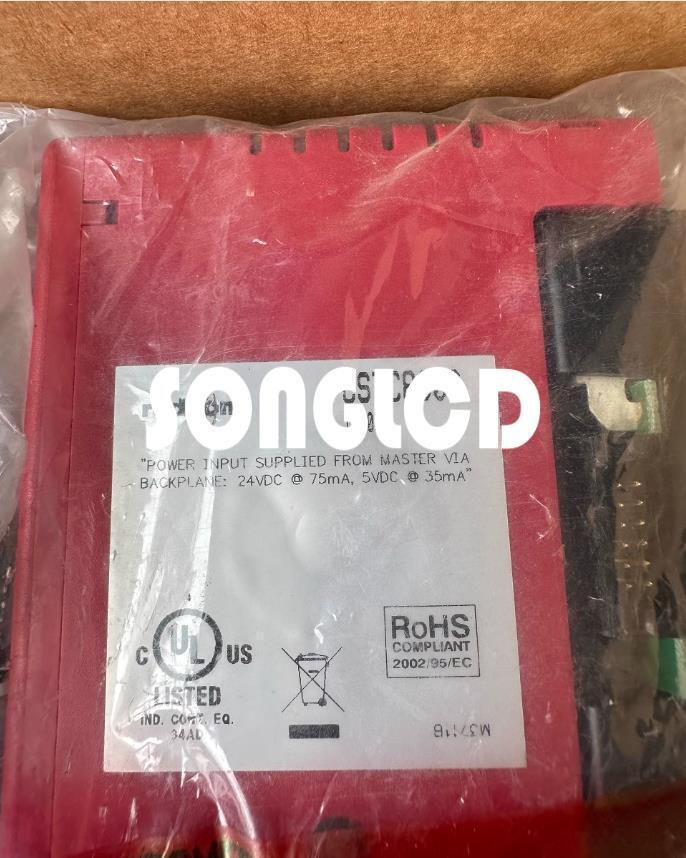 SONGLCD
"POWER INPUT SUPPLIED FROM MASTER VIA
BACKPLANE: 24VDC @ 75mA, 5VDC @ 35mA"
C UL US
LISTED
IND. CONT. EQ.
34AD
RoHS
COMPLIANT
2002/95/EC